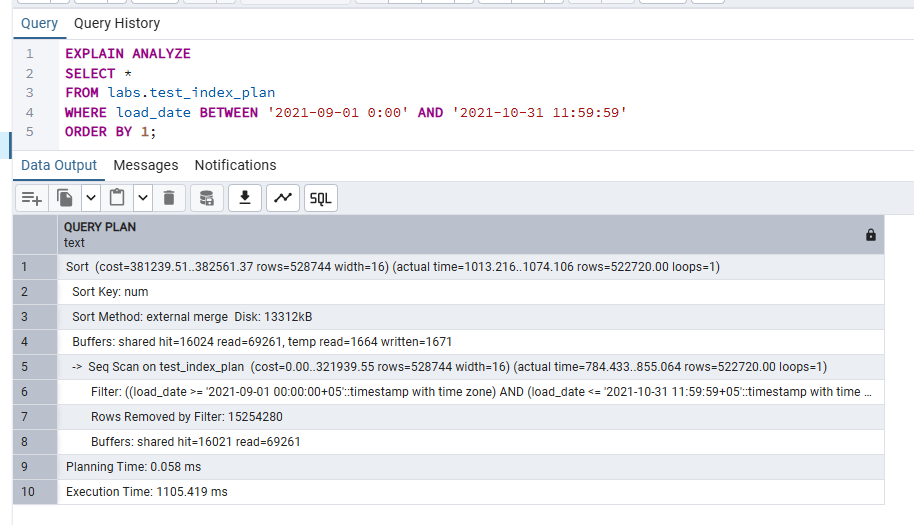 Query Query History
1 EXPLAIN ANALYZE
2 SELECT *
3 FROM labs.test_index_plan
4 WHERE load_date BETWEEN '2021-09-01 0:00' AND '2021-10-31 11:59:59'
5 ORDER BY 1;
Data Output Messages Notifications
SQL
QUERY PLAN
text
1 Sort (cost=381239.51..382561.37 rows=528744 width=16) (actual time=1013.216..1074.106 rows=522720.00 loops=1)
2 Sort Key: num
3 Sort Method: external merge Disk: 13312kB
4 Buffers: shared hit=16024 read=69261, temp read=1664 written=1671
5 -> Seq Scan on test_index_plan (cost=0.00..321939.55 rows=528744 width=16) (actual time=784.433..855.064 rows=522720.00 loops=1)
6 Filter: ((load_date >= '2021-09-01 00:00:00+05'::timestamp with time zone) AND (load_date <= '2021-10-31 11:59:59+05'::timestamp with time ...
7 Rows Removed by Filter: 15254280
8 Buffers: shared hit=16021 read=69261
9 Planning Time: 0.058 ms
10 Execution Time: 1105.419 ms